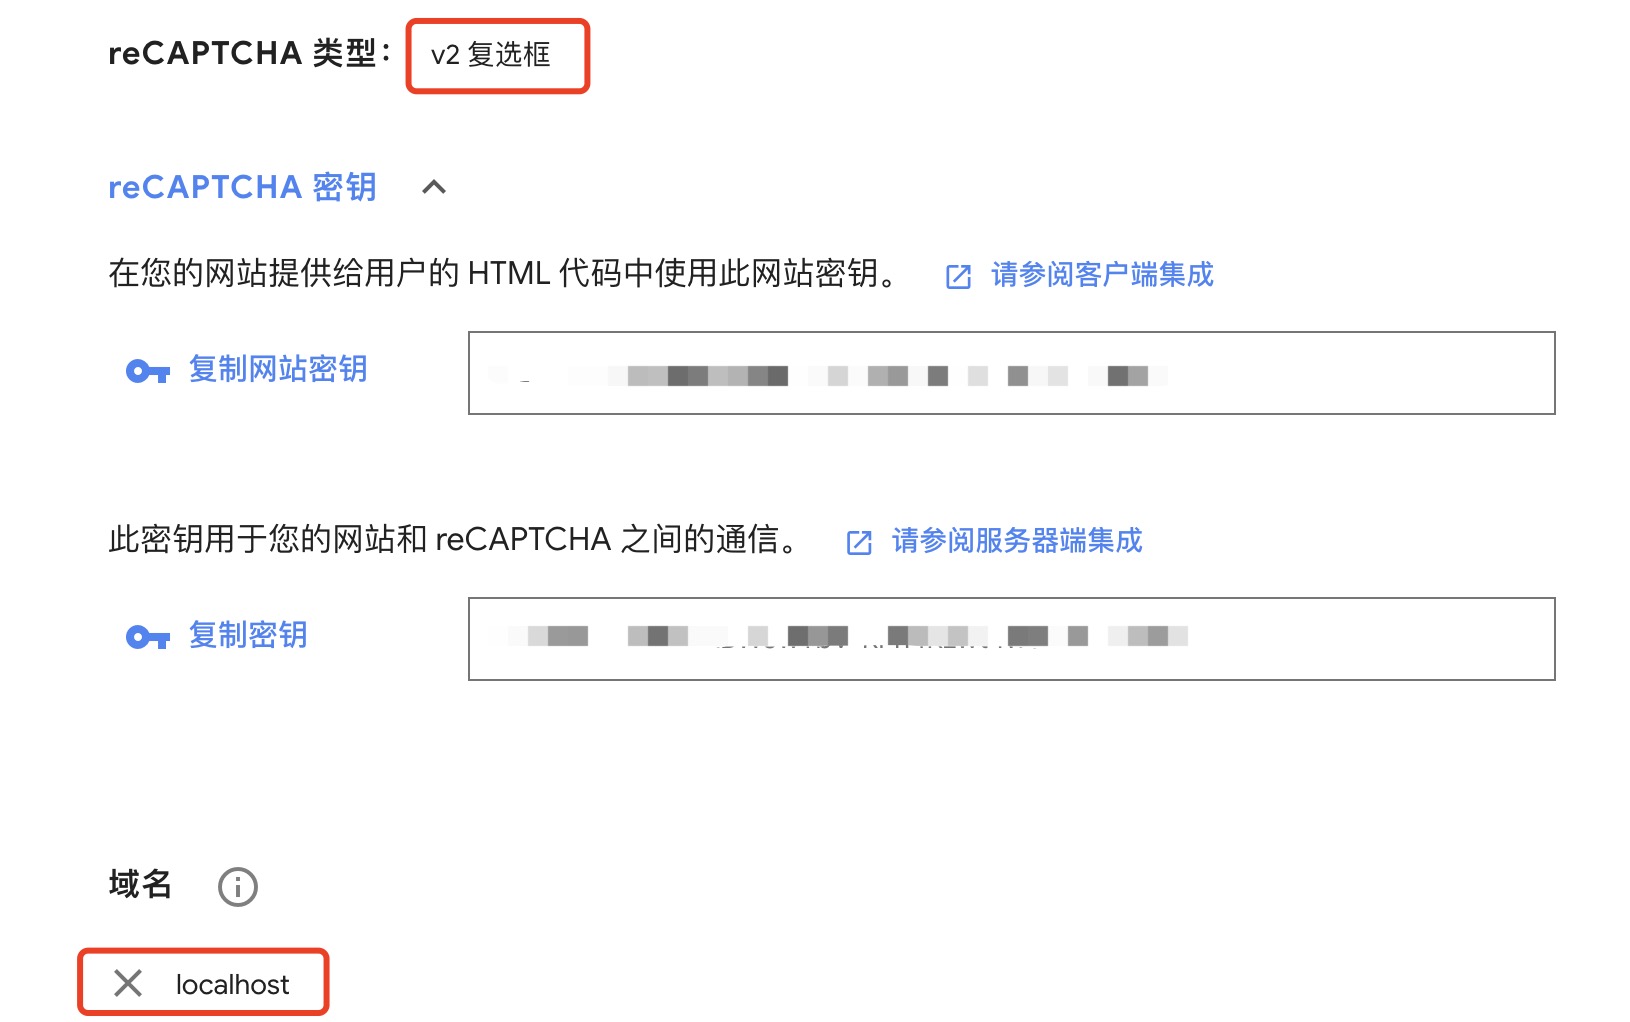 reCAPTCHA 类型： v2 复选框
reCAPTCHA 密钥
在您的网站提供给用户的 HTML 代码中使用此网站密钥。 请参阅客户端集成
复制网站密钥
此密钥用于您的网站和 reCAPTCHA 之间的通信。 请参阅服务器端集成
复制密钥
域名
localhost